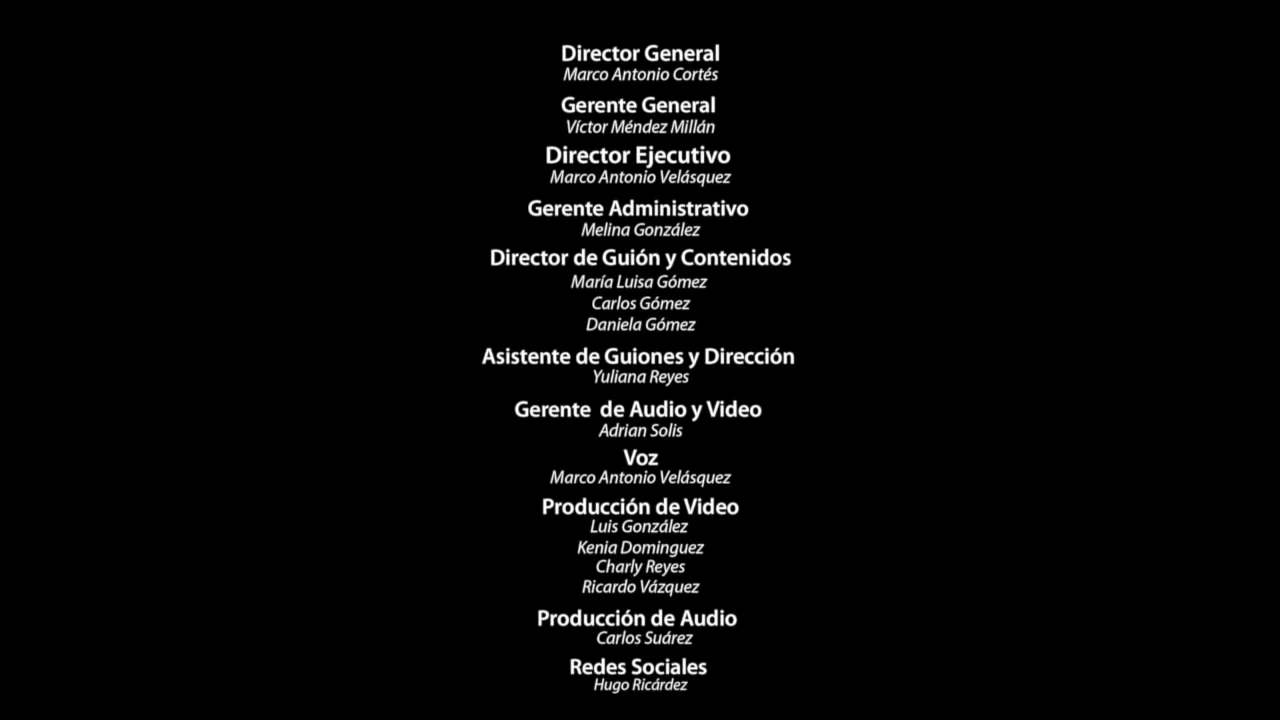 Director General
Marco Antonio Cortés
Gerente General
Víctor Méndez Millán
Director Ejecutivo
Marco Antonio Velásquez
Gerente Administrativo
Melina González
Director de Guión y Contenidos
María Luisa Gómez
Carlos Gómez
Daniela Gómez
Asistente de Guiones y Dirección
Yuliana Reyes
Gerente de Audio y Video
Adrian Solis
Voz
Marco Antonio Velásquez
Producción de Video
Luis González
Kenia Dominguez
Charly Reyes
Ricardo Vázquez
Producción de Audio
Carlos Suárez
Redes Sociales
Hugo Ricárdez